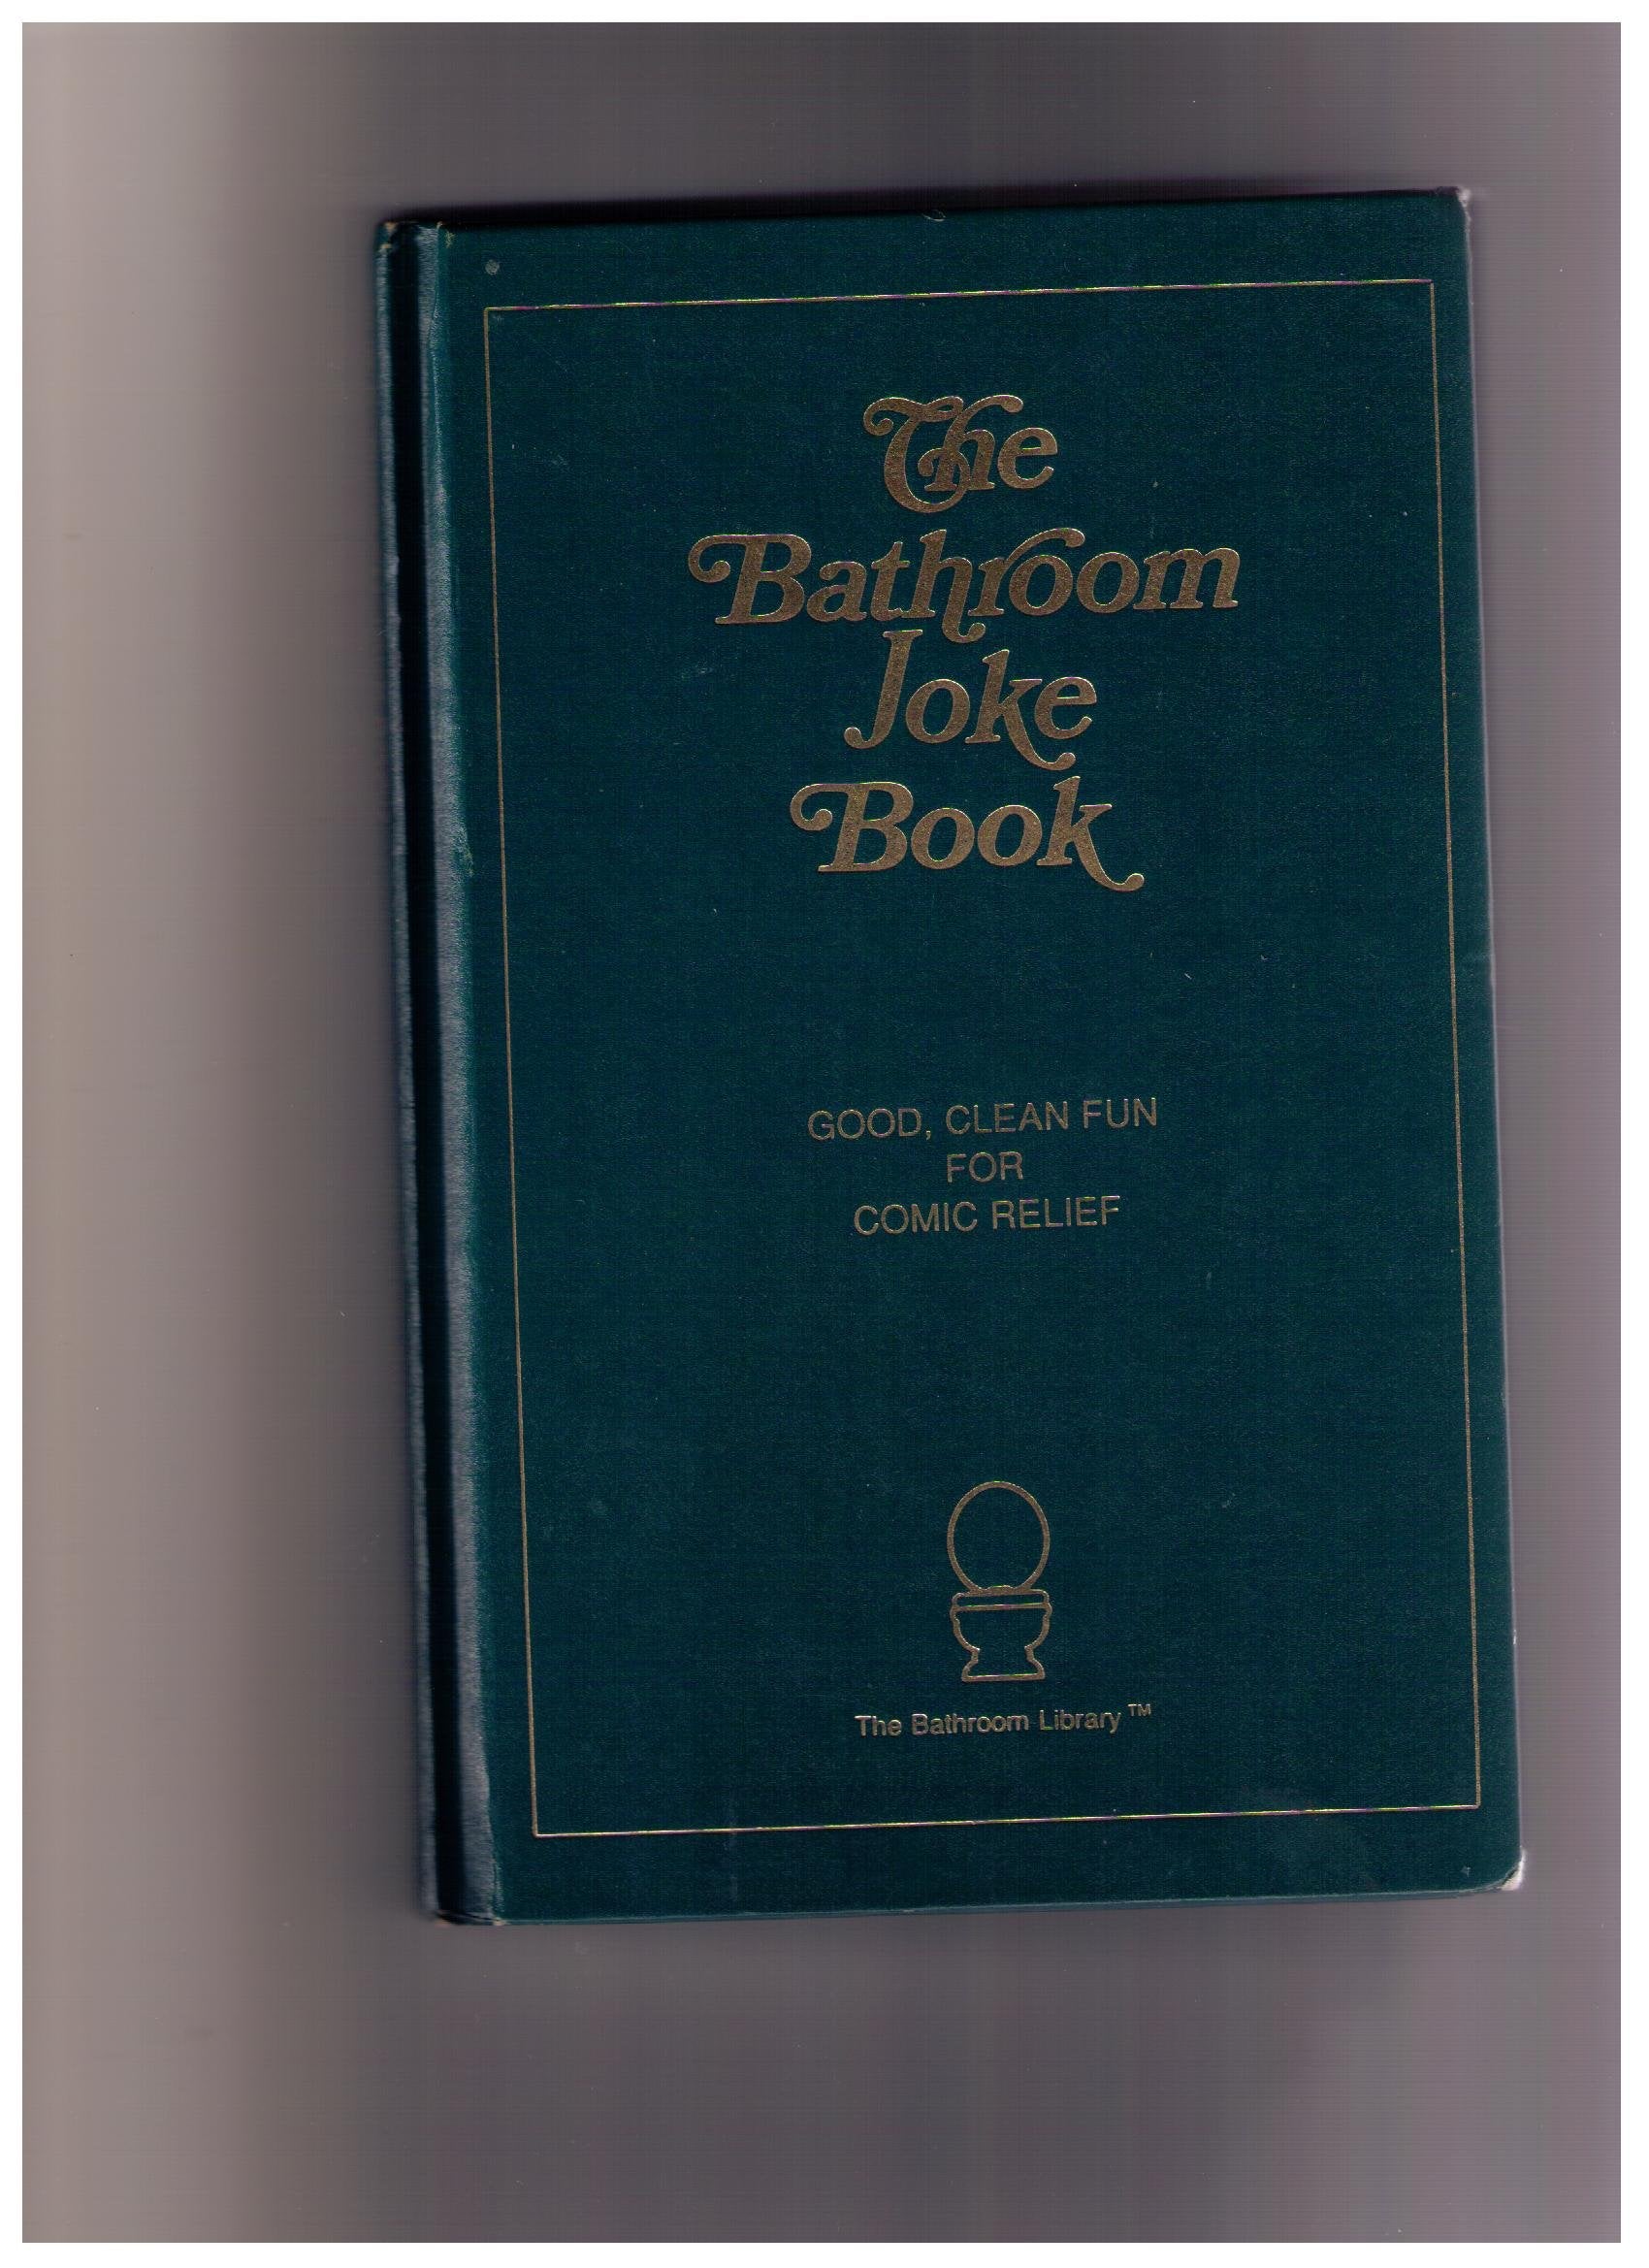 The
Bathroom
Joke
Book
GOOD, CLEAN FUN
FOR
COMIC RELIEF
The Bathroom Library™